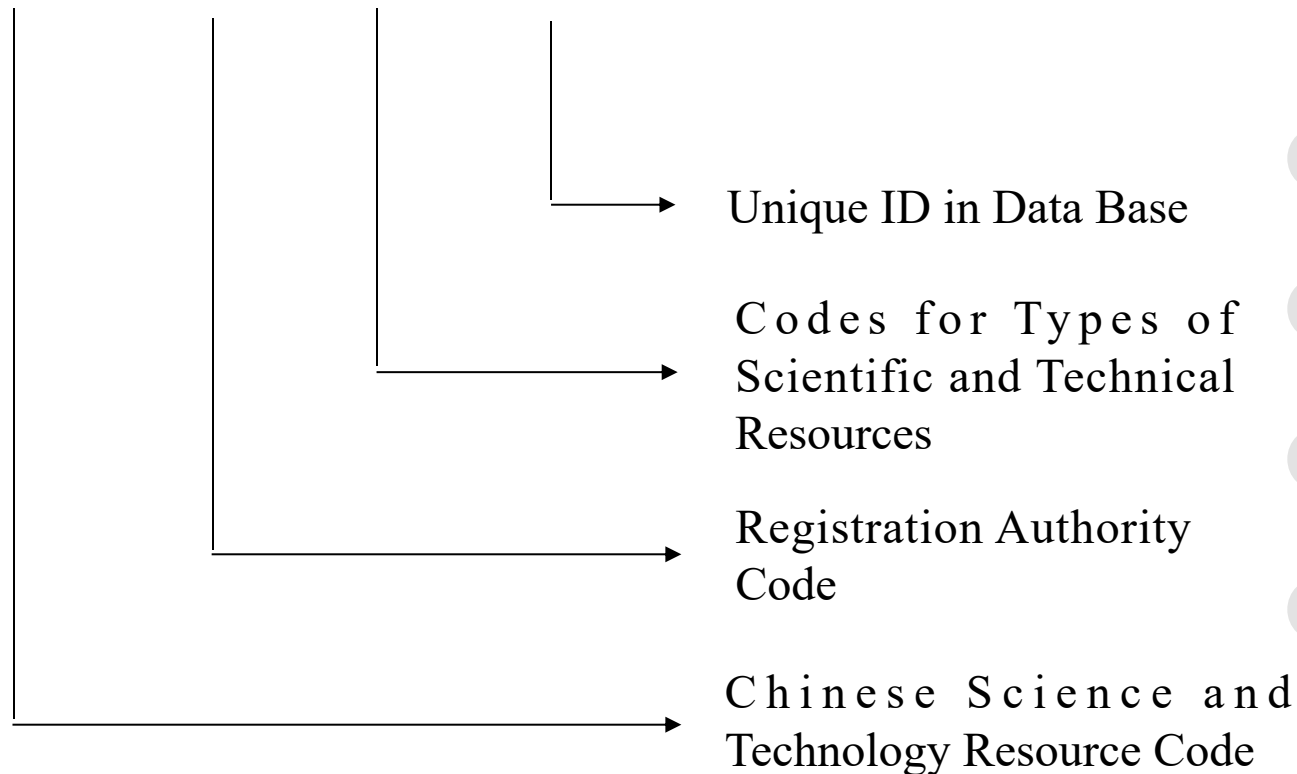 Unique ID in Data Base
Codes for Types of
Scientific and Technical
Resources
Registration Authority
Code
Chinese Science and
Technology Resource Code